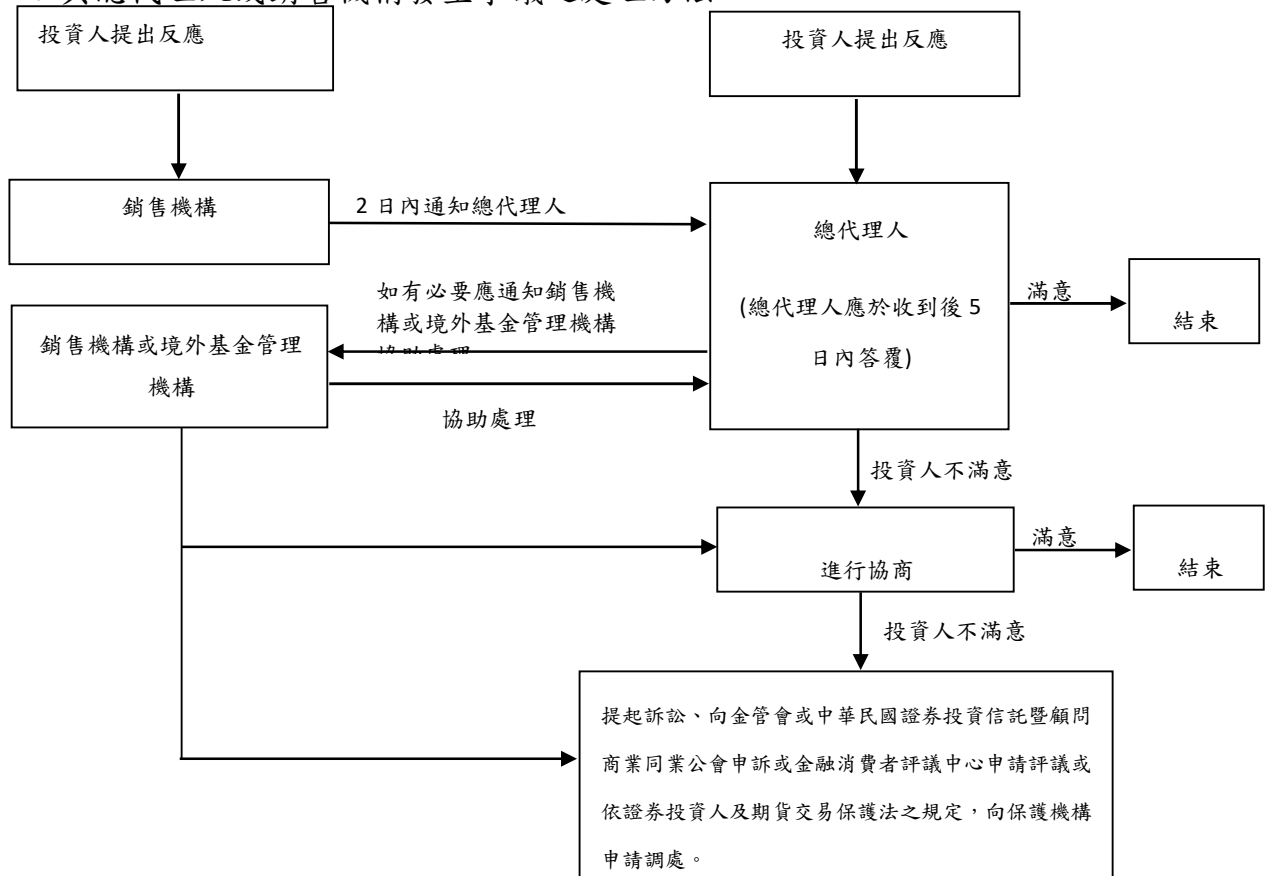 投資人提出反應
投資人提出反應
銷售機構
2 日內通知總代理人
總代理人
(總代理人應於收到後 5
日內答覆)
滿意
結束
如有必要應通知銷售機
構或境外基金管理機構
協助處理
銷售機構或境外基金管理
機構
協助處理
投資人不滿意
進行協商
滿意
結束
投資人不滿意
提起訴訟、向金管會或中華民國證券投資信託暨顧問
商業同業公會申訴或金融消費者評議中心申請評議或
依證券投資人及期貨交易保護法之規定，向保護機構
申請調處。